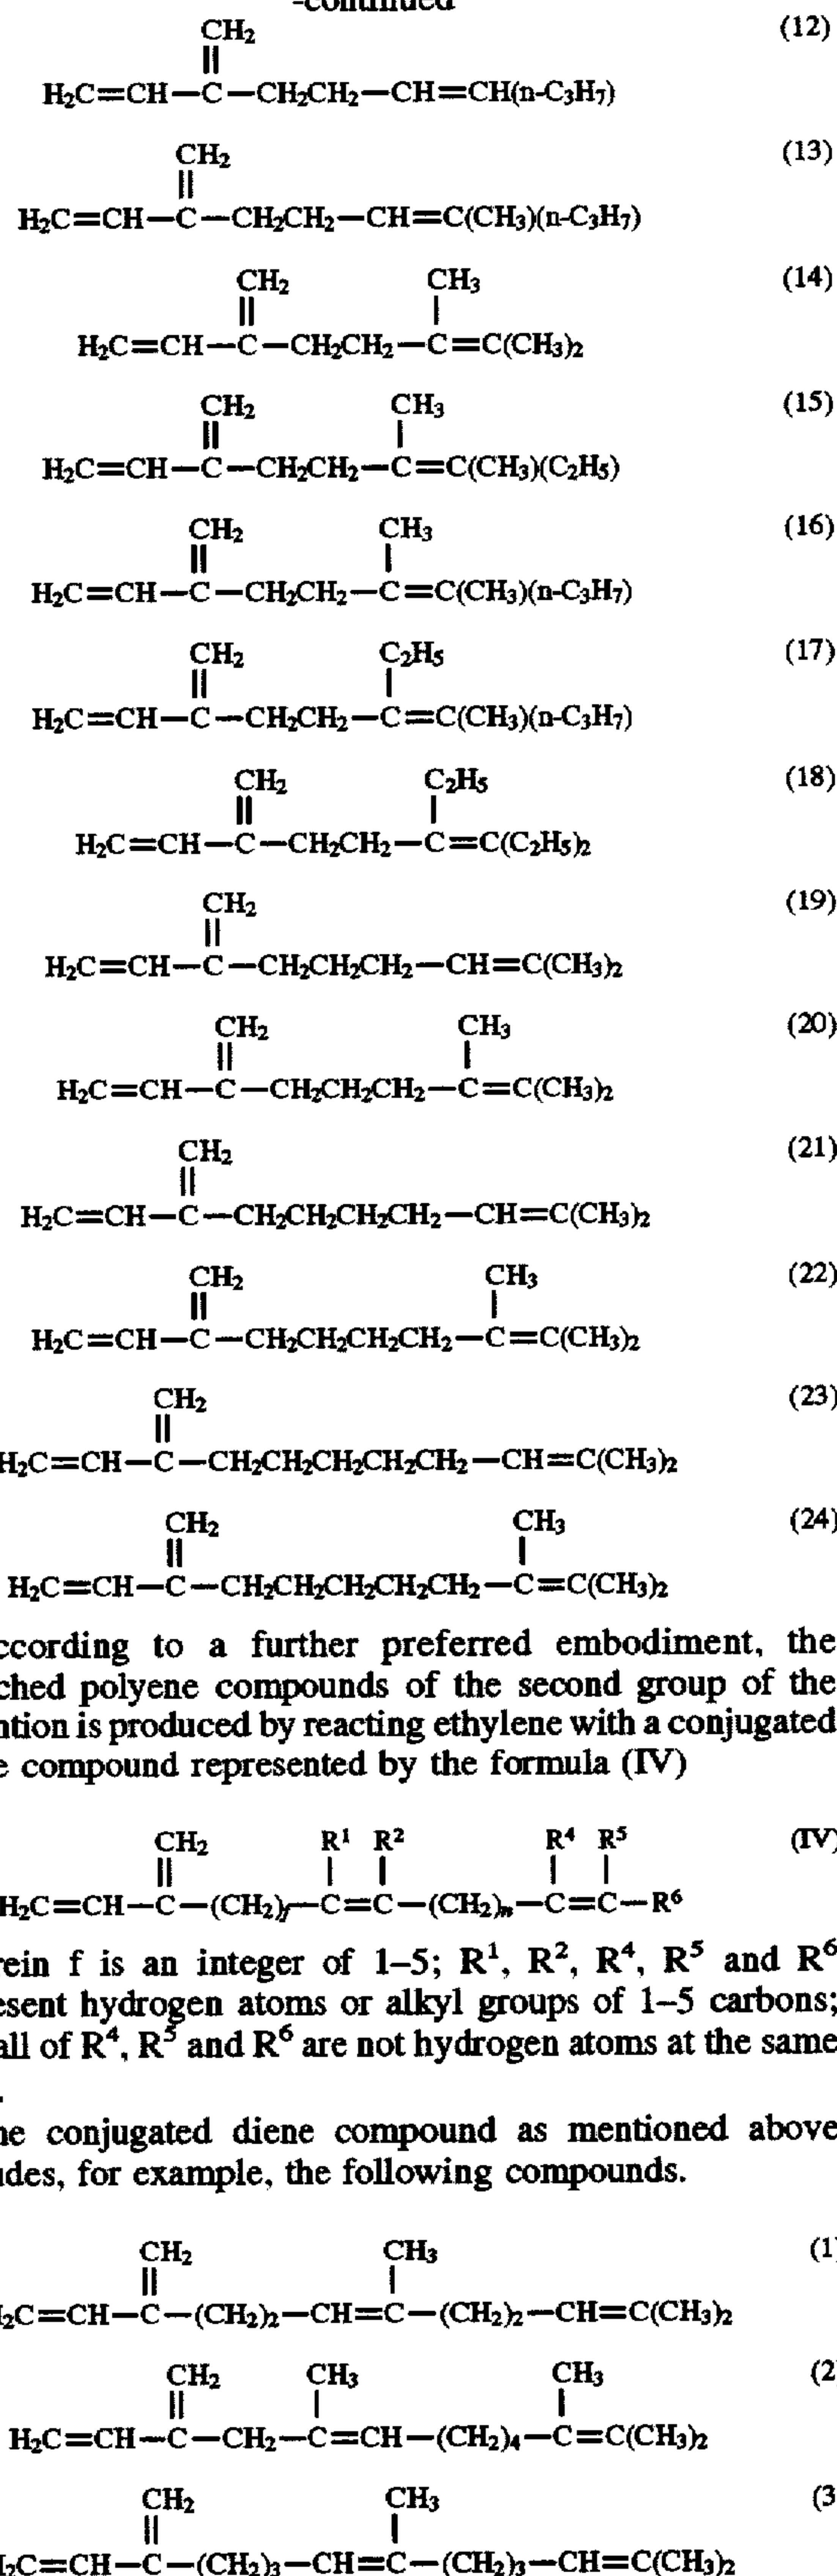 -continued
CH₂ (12)
||
H₂C=CH—C—CH₂CH₂—CH=CH(n-C₃H₇)
CH₂ (13)
||
H₂C=CH—C—CH₂CH₂—CH=C(CH₃)(n-C₃H₇)
CH₂ CH₃ (14)
|| |
H₂C=CH—C—CH₂CH₂—C=C(CH₃)₂
CH₂ CH₃ (15)
|| |
H₂C=CH—C—CH₂CH₂—C=C(CH₃)(C₂H₅)
CH₂ CH₃ (16)
|| |
H₂C=CH—C—CH₂CH₂—C=C(CH₃)(n-C₃H₇)
CH₂ C₂H₅ (17)
|| |
H₂C=CH—C—CH₂CH₂—C=C(CH₃)(n-C₃H₇)
CH₂ C₂H₅ (18)
|| |
H₂C=CH—C—CH₂CH₂—C=C(C₂H₅)₂
CH₂ (19)
||
H₂C=CH—C—CH₂CH₂CH₂—CH=C(CH₃)₂
CH₂ CH₃ (20)
|| |
H₂C=CH—C—CH₂CH₂CH₂—C=C(CH₃)₂
CH₂ (21)
||
H₂C=CH—C—CH₂CH₂CH₂CH₂—CH=C(CH₃)₂
CH₂ CH₃ (22)
|| |
H₂C=CH—C—CH₂CH₂CH₂CH₂—C=C(CH₃)₂
CH₂ (23)
||
H₂C=CH—C—CH₂CH₂CH₂CH₂CH₂—CH=C(CH₃)₂
CH₂ CH₃ (24)
|| |
H₂C=CH—C—CH₂CH₂CH₂CH₂CH₂—C=C(CH₃)₂
ccording to a further preferred embodiment, the
ched polyene compounds of the second group of the
ntion is produced by reacting ethylene with a conjugated
e compound represented by the formula (IV)
CH₂ R¹ R² R⁴ R⁵ (IV)
|| | | | |
H₂C=CH—C—(CH₂)f—C=C—(CH₂)n—C=C—R⁶
rein f is an integer of 1–5; R¹, R², R⁴, R⁵ and R⁶
esent hydrogen atoms or alkyl groups of 1–5 carbons;
all of R⁴, R⁵ and R⁶ are not hydrogen atoms at the same
.
ne conjugated diene compound as mentioned above
udes, for example, the following compounds.
CH₂ CH₃ (1)
|| |
₂C=CH—C—(CH₂)₂—CH=C—(CH₂)₂—CH=C(CH₃)₂
CH₂ CH₃ CH₃ (2
|| | |
H₂C=CH—C—CH₂—C=CH—(CH₂)₄—C=C(CH₃)₂
CH₂ CH₃ (3
|| |
₂C=CH—C—(CH₂)₃—CH=C—(CH₂)₃—CH=C(CH₃)₂